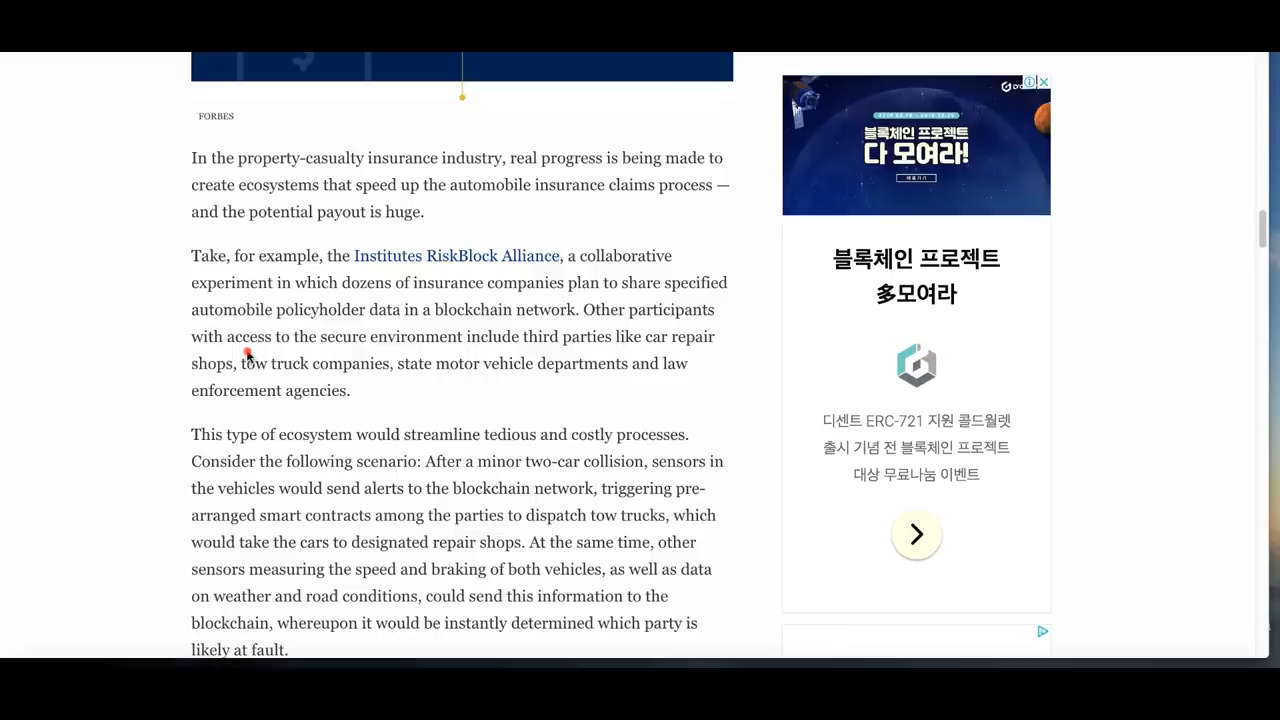 FORBES
In the property-casualty insurance industry, real progress is being made to
create ecosystems that speed up the automobile insurance claims process —
and the potential payout is huge.
Take, for example, the Institutes RiskBlock Alliance, a collaborative
experiment in which dozens of insurance companies plan to share specified
automobile policyholder data in a blockchain network. Other participants
with access to the secure environment include third parties like car repair
shops, tow truck companies, state motor vehicle departments and law
enforcement agencies.
This type of ecosystem would streamline tedious and costly processes.
Consider the following scenario: After a minor two-car collision, sensors in
the vehicles would send alerts to the blockchain network, triggering pre-
arranged smart contracts among the parties to dispatch tow trucks, which
would take the cars to designated repair shops. At the same time, other
sensors measuring the speed and braking of both vehicles, as well as data
on weather and road conditions, could send this information to the
blockchain, whereupon it would be instantly determined which party is
likely at fault.
블록체인 프로젝트
다 모여라!
블록체인 프로젝트
多모여라
디센트 ERC-721 지원 콜드월렛
출시 기념 전 블록체인 프로젝트
대상 무료나눔 이벤트